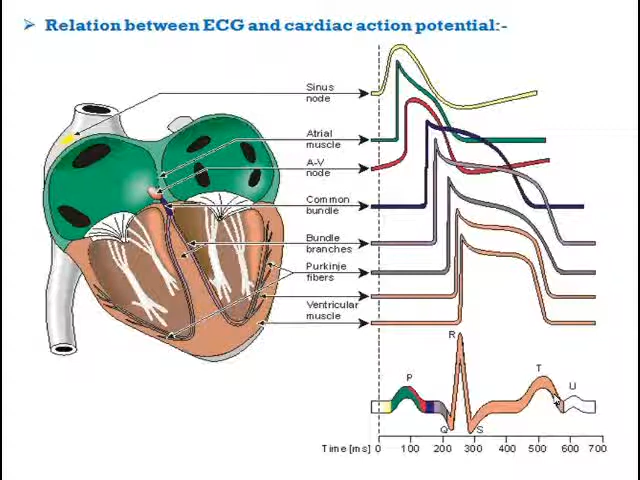 ➢ Relation between ECG and cardiac action potential:-
Sinus
node
Atrial
muscle
A-V
node
Common
bundle
Bundle
branches
Purkinje
fibers
Ventricular
muscle
R
P
T
U
Q
S
Time [ms]
0 100 200 300 400 500 600 700